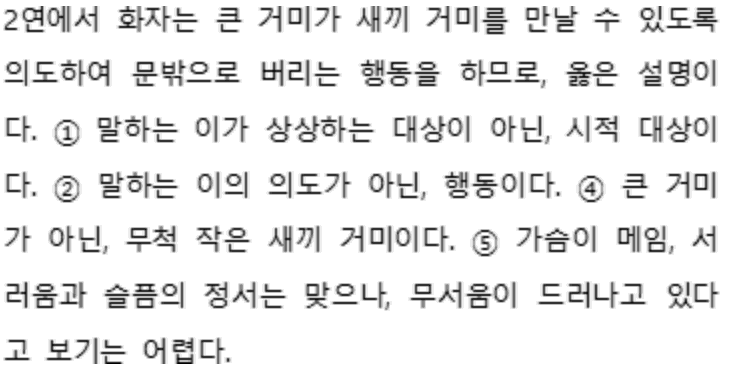 2연에서 화자는 큰 거미가 새끼 거미를 만날 수 있도록
의도하여 문밖으로 버리는 행동을 하므로, 옳은 설명이
다. ① 말하는 이가 상상하는 대상이 아닌, 시적 대상이
다. ② 말하는 이의 의도가 아닌, 행동이다. ④ 큰 거미
가 아닌, 무척 작은 새끼 거미이다. ⑤ 가슴이 메임, 서
러움과 슬픔의 정서는 맞으나, 무서움이 드러나고 있다
고 보기는 어렵다.